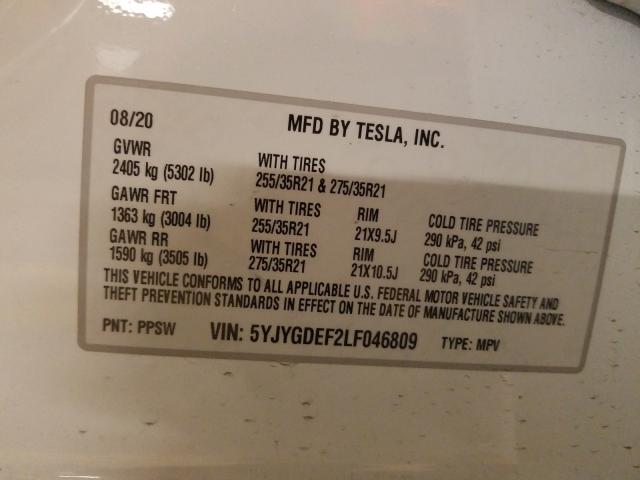 08/20 MFD BY TESLA, INC.
GVWR
2405 kg (5302 lb) WITH TIRES
255/35R21 & 275/35R21
GAWR FRT
1363 kg (3004 lb) WITH TIRES
255/35R21 RIM
21X9.5J COLD TIRE PRESSURE
290 kPa, 42 psi
GAWR RR
1590 kg (3505 lb) WITH TIRES
275/35R21 RIM
21X10.5J COLD TIRE PRESSURE
290 kPa, 42 psi
THIS VEHICLE CONFORMS TO ALL APPLICABLE U.S. FEDERAL MOTOR VEHICLE SAFETY AND
THEFT PREVENTION STANDARDS IN EFFECT ON THE DATE OF MANUFACTURE SHOWN ABOVE.
PNT: PPSW VIN: 5YJYGDEF2LF046809 TYPE: MPV